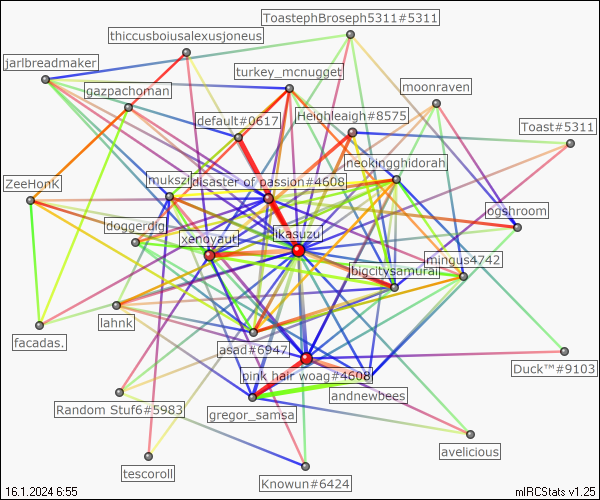 ToastephBroseph5311#5311
thiccusboiusalexusjoneus
jarlbreadmaker
turkey_mcnugget
moonraven
gazpachoman
default#0617
Heighleigh#8575
Toast#5311
neokingghidorah
ZeeHonK
mukszi
disaster of passion#4608
ogshroom
doggerdig
xenoyaut
ikasuzu
mingus4742
bigcitysamurai
lahnk
facadas.
asad#6947
pink hair woag#4608
Duck™#9103
andnewbees
Random Stuf6#5983
gregor_samsa
avelicious
tescoroll
Knowun#6424
16.1.2024 6:55
mIRCStats v1.25